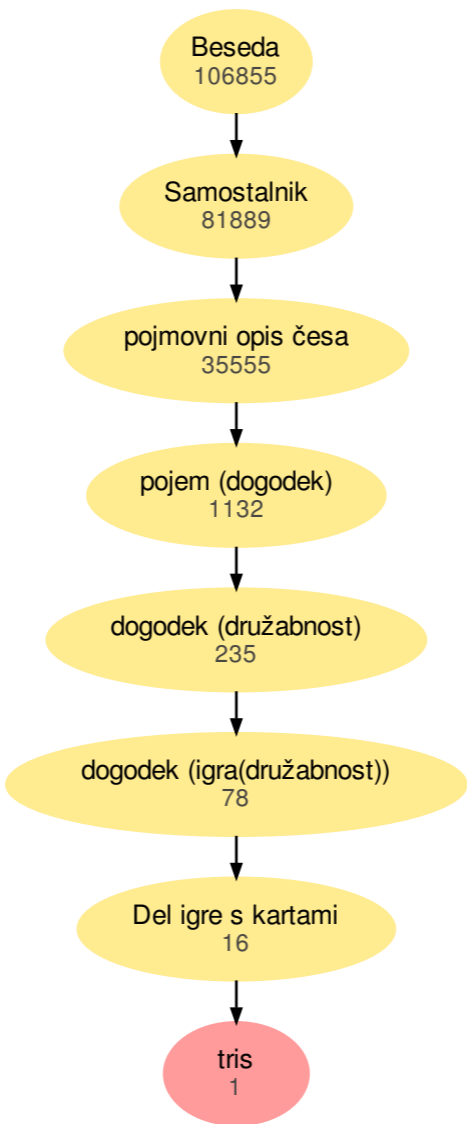 Beseda
106855
Samostalnik
81889
pojmovni opis česa
35555
pojem (dogodek)
1132
dogodek (družabnost)
235
dogodek (igra(družabnost))
78
Del igre s kartami
16
tris
1